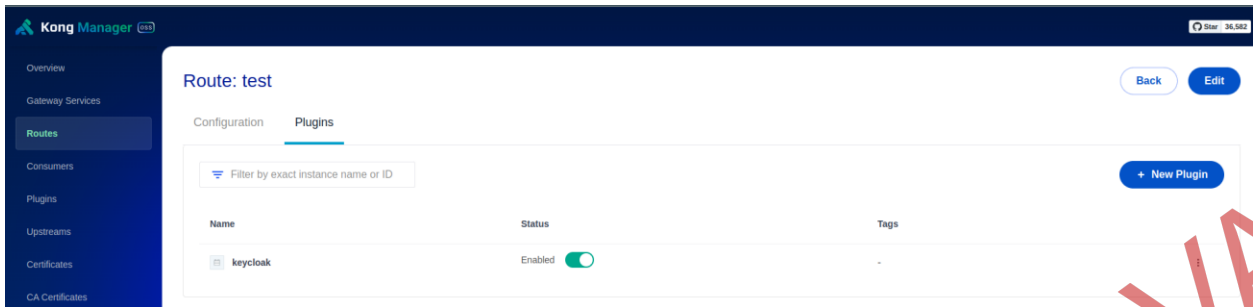 Kong Manager OSS
Star 36,582
Overview
Gateway Services
Routes
Consumers
Plugins
Upstreams
Certificates
CA Certificates
Route: test
Back
Edit
Configuration
Plugins
Filter by exact instance name or ID
+ New Plugin
Name Status Tags
keycloak Enabled -